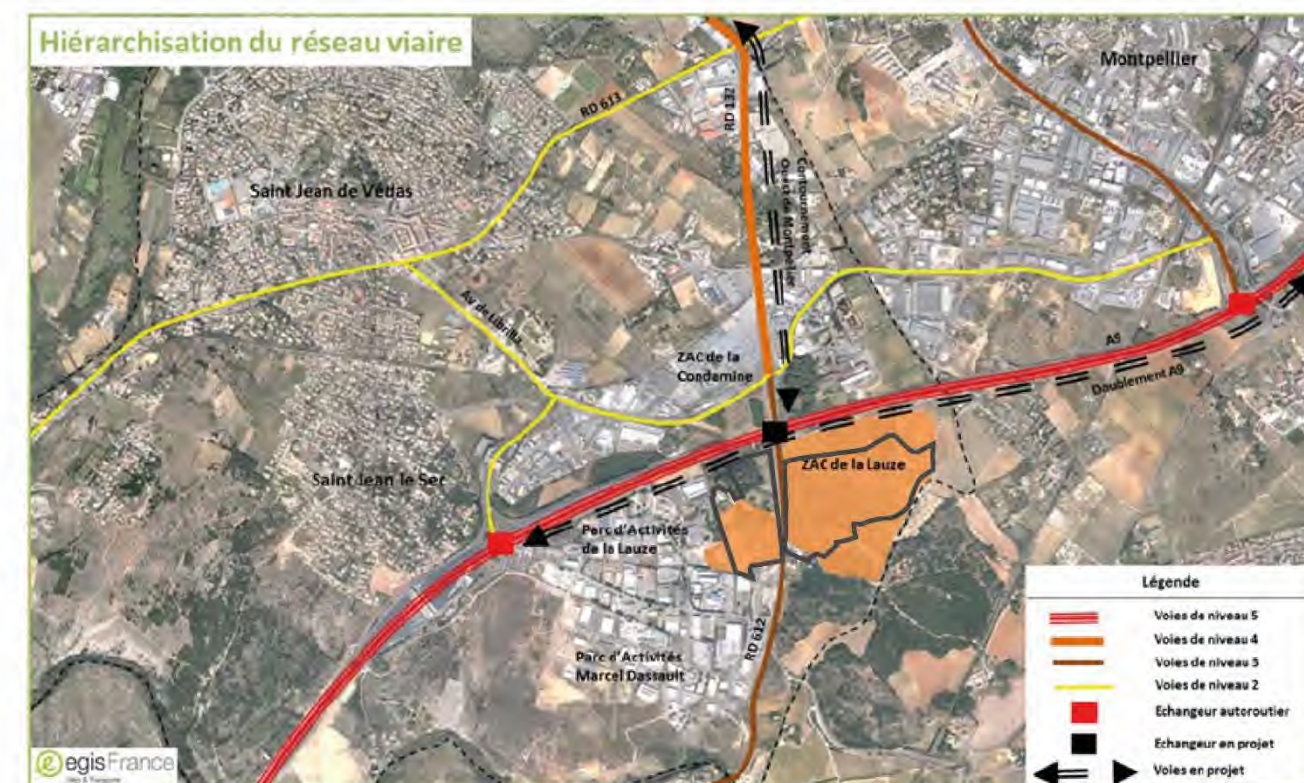 Hiérarchisation du réseau viaire
Montpellier
RD 613
RD 132
Contournement
Ouest de Montpellier
Saint Jean de Védas
Av de Librilla
ZAC de la
Condamine
A9
Doublement A9
Saint Jean le Sec
ZAC de la Lauze
Parc d'Activités
de la Lauze
RD 612
Parc d'Activités
Marcel Dassault
Légende
Voies de niveau 5
Voies de niveau 4
Voies de niveau 3
Voies de niveau 2
Echangeur autoroutier
Echangeur en projet
Voies en projet
egisFrance